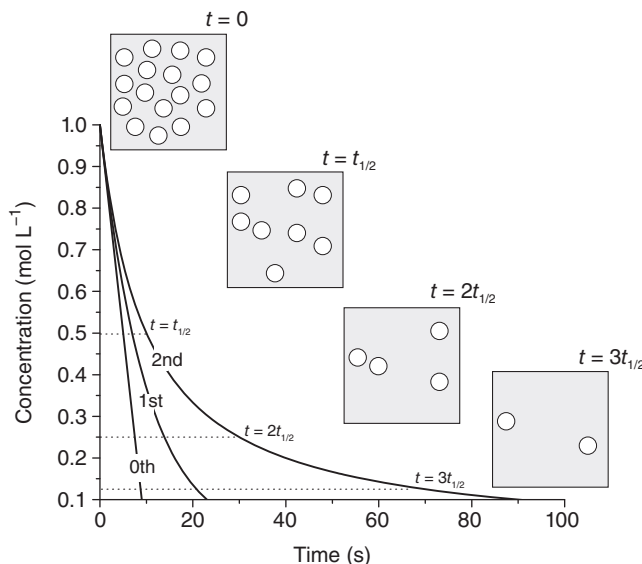 t = 0
t = t1/2
t = 2t1/2
t = 3t1/2
Concentration (mol L−1)
1.0
0.9
0.8
0.7
0.6
0.5
0.4
0.3
0.2
0.1
t = t1/2
2nd
1st
0th
t = 2t1/2
t = 3t1/2
0
20
40
60
80
100
Time (s)